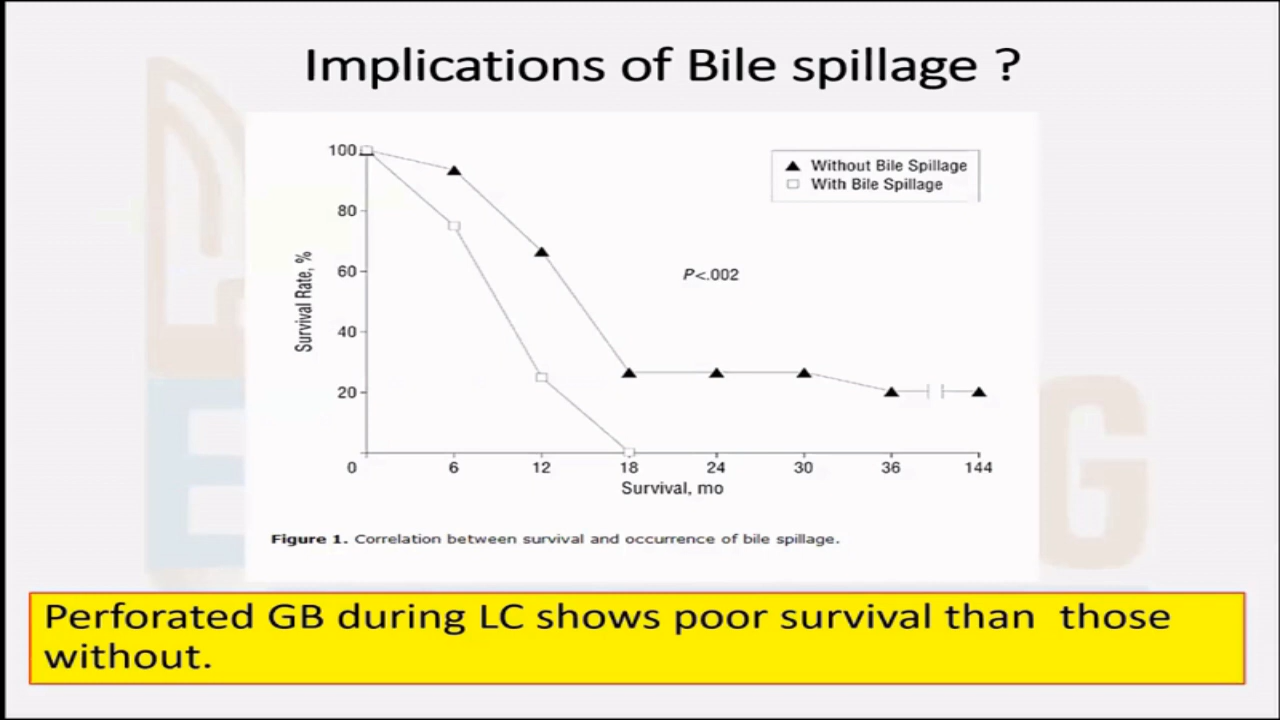 Implications of Bile spillage ?
100
80
60
40
20
0
Survival Rate, %
Without Bile Spillage
With Bile Spillage
P<.002
6 12 18 24 30 36 144
Survival, mo
Figure 1. Correlation between survival and occurrence of bile spillage.
Perforated GB during LC shows poor survival than those
without.